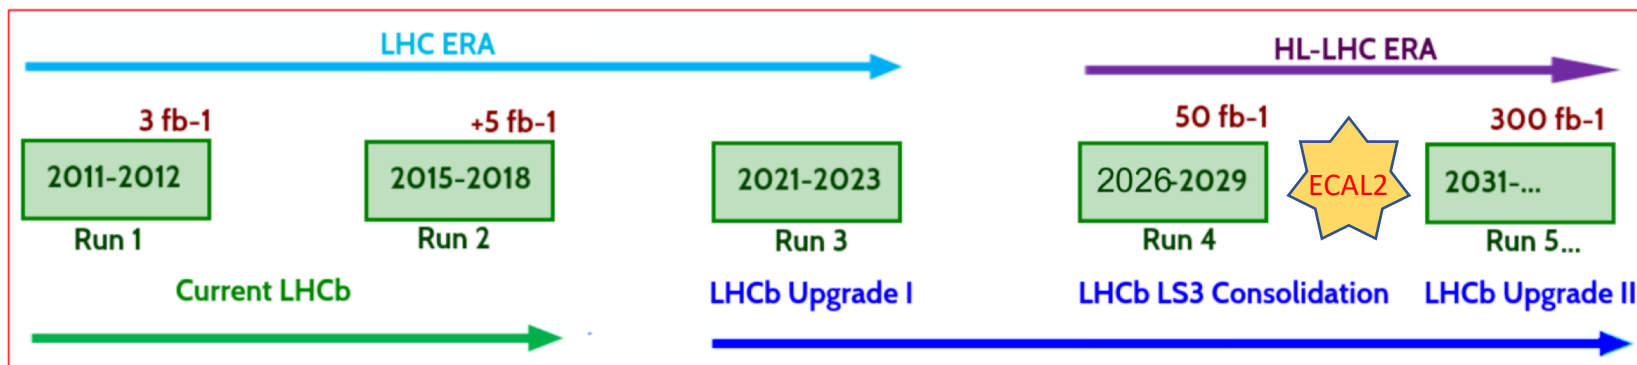 LHC ERA
HL-LHC ERA
3 fb-1
+5 fb-1
50 fb-1
300 fb-1
2011-2012
2015-2018
2021-2023
2026-2029
ECAL2
2031-...
Run 1
Run 2
Run 3
Run 4
Run 5...
Current LHCb
LHCb Upgrade I
LHCb LS3 Consolidation
LHCb Upgrade II